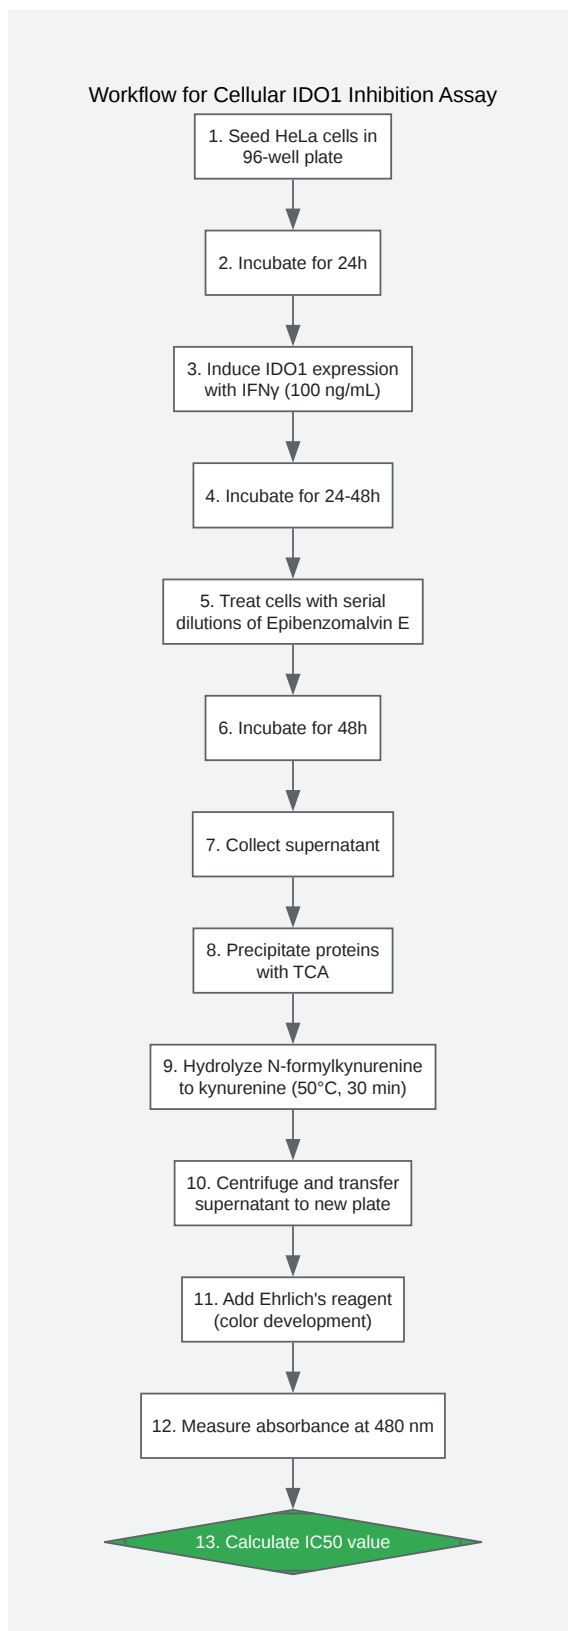 Workflow for Cellular IDO1 Inhibition Assay
1. Seed HeLa cells in
96-well plate
2. Incubate for 24h
3. Induce IDO1 expression
with IFNγ (100 ng/mL)
4. Incubate for 24-48h
5. Treat cells with serial
dilutions of Epibenzomalvin E
6. Incubate for 48h
7. Collect supernatant
8. Precipitate proteins
with TCA
9. Hydrolyze N-formylkynurenine
to kynurenine (50°C, 30 min)
10. Centrifuge and transfer
supernatant to new plate
11. Add Ehrlich's reagent
(color development)
12. Measure absorbance at 480 nm
13. Calculate IC50 value